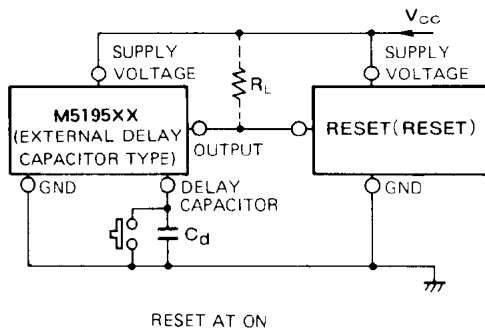 VCC
SUPPLY
VOLTAGE
SUPPLY
VOLTAGE
RL
M5195XX
(EXTERNAL DELAY
CAPACITOR TYPE)
OUTPUT
RESET(RESET)
GND
DELAY
CAPACITOR
GND
Cd
RESET AT ON